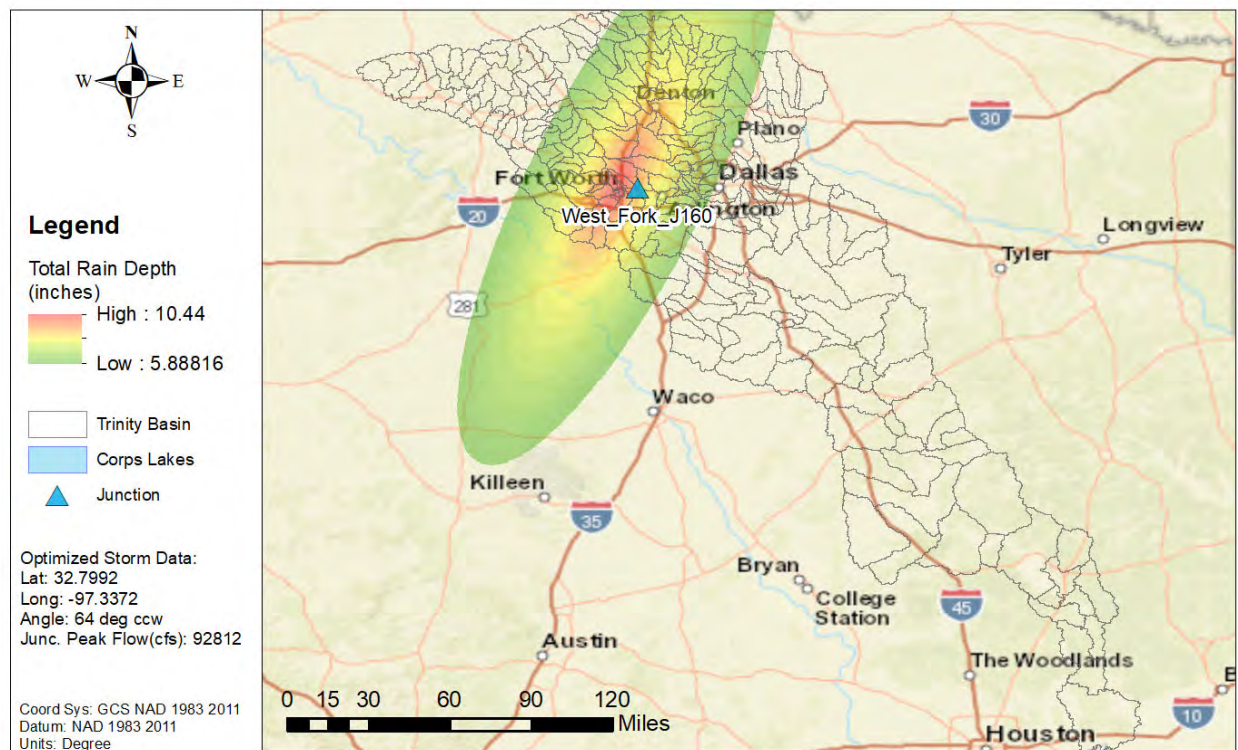 N
W
E
S
Legend
Total Rain Depth
(inches)
High : 10.44
Low : 5.88816
Trinity Basin
Corps Lakes
Junction
Optimized Storm Data:
Lat: 32.7992
Long: -97.3372
Angle: 64 deg ccw
Junc. Peak Flow(cfs): 92812
Coord Sys: GCS NAD 1983 2011
Datum: NAD 1983 2011
Units: Degree
Denton
30
Plano
Fort Worth
Dallas
20
West_Fork_J160
ngton
Longview
Tyler
281
Waco
Killeen
35
Bryan
College
Station
45
Austin
The Woodlands
10
Houston
0 15 30 60 90 120
Miles